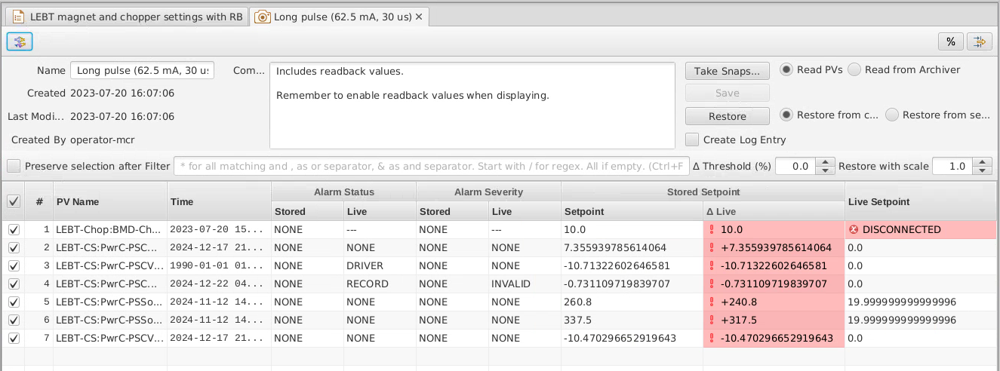 LEBT magnet and chopper settings with RB Long pulse (62.5 mA, 30 us)
%
Name Long pulse (62.5 mA, 30 u Com... Includes readback values. Take Snaps... Read PVs Read from Archiver
Created 2023-07-20 16:07:06 Remember to enable readback values when displaying. Save
Last Modi... 2023-07-20 16:07:06 Restore Restore from c... Restore from se...
Created By operator-mcr Create Log Entry
Preserve selection after Filter * for all matching and , as or separator, & as and separator. Start with / for regex. All if empty. (Ctrl+F Δ Threshold (%) 0.0 Restore with scale 1.0
Alarm Status Alarm Severity Stored Setpoint
# PV Name Time Live Setpoint
Stored Live Stored Live Setpoint Δ Live
1 LEBT-Chop:BMD-Ch... 2023-07-20 15... NONE --- NONE --- 10.0 10.0 DISCONNECTED
2 LEBT-CS:PwrC-PSC... 2024-12-17 21... NONE NONE NONE NONE 7.355939785614064 +7.355939785614064 0.0
3 LEBT-CS:PwrC-PSCV... 1990-01-01 01... NONE DRIVER NONE NONE -10.71322602646581 -10.71322602646581 0.0
4 LEBT-CS:PwrC-PSC... 2024-12-22 04... NONE RECORD NONE INVALID -0.731109719839707 -0.731109719839707 0.0
5 LEBT-CS:PwrC-PSSo... 2024-11-12 14... NONE NONE NONE NONE 260.8 +240.8 19.999999999999996
6 LEBT-CS:PwrC-PSSo... 2024-11-12 14... NONE NONE NONE NONE 337.5 +317.5 19.999999999999996
7 LEBT-CS:PwrC-PSCV... 2024-12-17 21... NONE NONE NONE NONE -10.470296652919643 -10.470296652919643 0.0